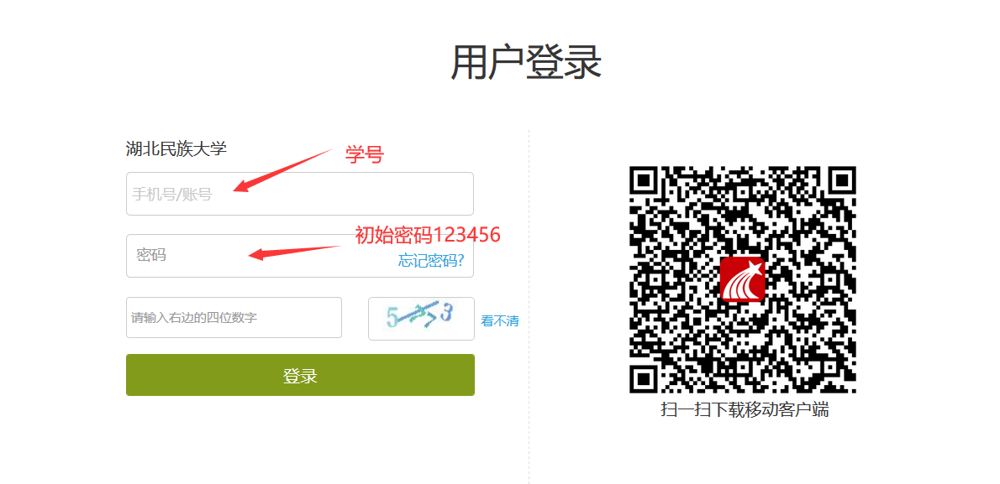 用户登录
湖北民族大学
学号
手机号/账号
初始密码123456
密码
忘记密码?
请输入右边的四位数字
看不清
登录
扫一扫下载移动客户端